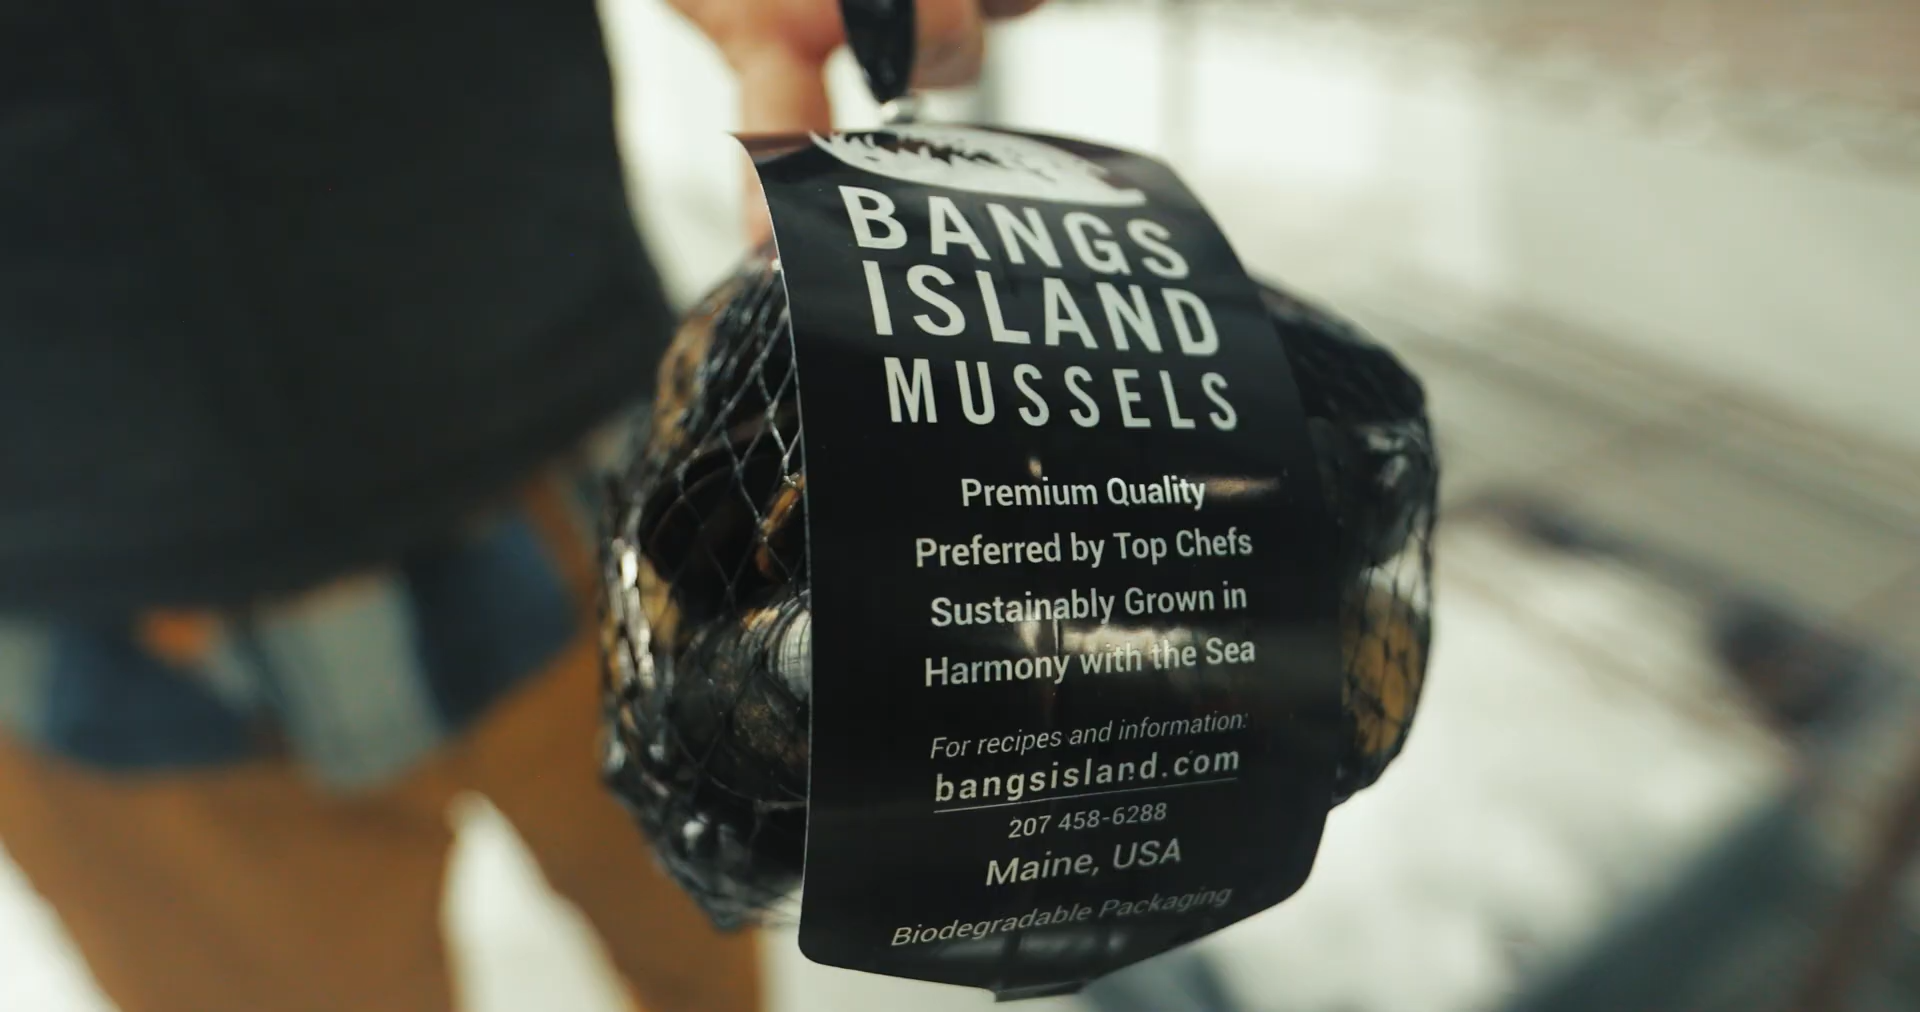 BANGS
ISLAND
MUSSELS
Premium Quality
Preferred by Top Chefs
Sustainably Grown in
Harmony with the Sea
For recipes and information:
bangsisland.com
207 458-6288
Maine, USA
Biodegradable Packaging